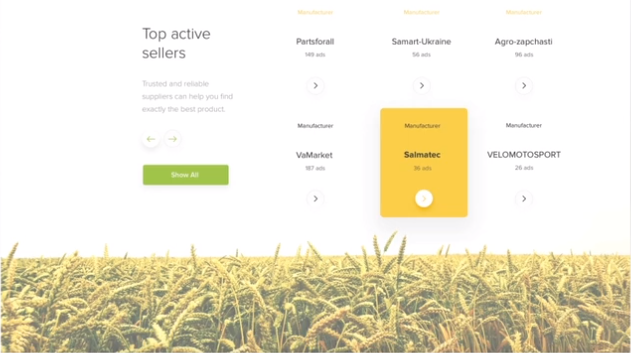 Top active
sellers
Trusted and reliable
suppliers can help you find
exactly the best product.
Show All
Manufacturer
Partsforall
149 ads
Manufacturer
Samart-Ukraine
56 ads
Manufacturer
Agro-zapchasti
96 ads
Manufacturer
VaMarket
187 ads
Manufacturer
Salmatec
36 ads
Manufacturer
VELOMOTOSPORT
26 ads